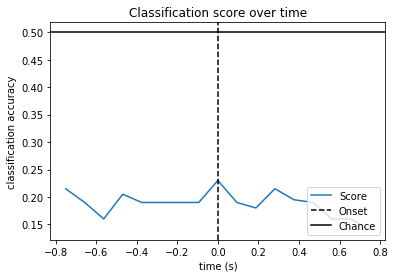 Classification score over time
classification accuracy
0.50
0.45
0.40
0.35
0.30
0.25
0.20
0.15
−0.8 −0.6 −0.4 −0.2 0.0 0.2 0.4 0.6 0.8
time (s)
Score
Onset
Chance